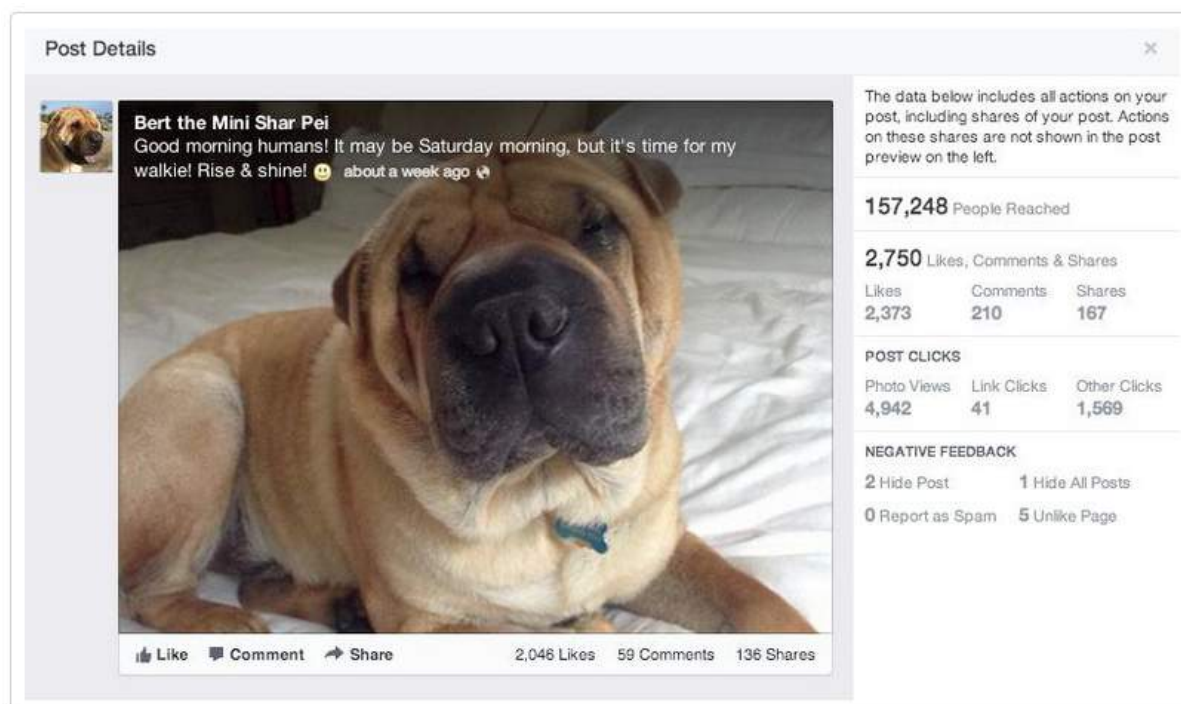 Post Details
Bert the Mini Shar Pei
Good morning humans! It may be Saturday morning, but it's time for my
walkie! Rise & shine! about a week ago
Like Comment Share 2,046 Likes 59 Comments 136 Shares
The data below includes all actions on your
post, including shares of your post. Actions
on these shares are not shown in the post
preview on the left.
157,248 People Reached
2,750 Likes, Comments & Shares
Likes Comments Shares
2,373 210 167
POST CLICKS
Photo Views Link Clicks Other Clicks
4,942 41 1,569
NEGATIVE FEEDBACK
2 Hide Post 1 Hide All Posts
0 Report as Spam 5 Unlike Page